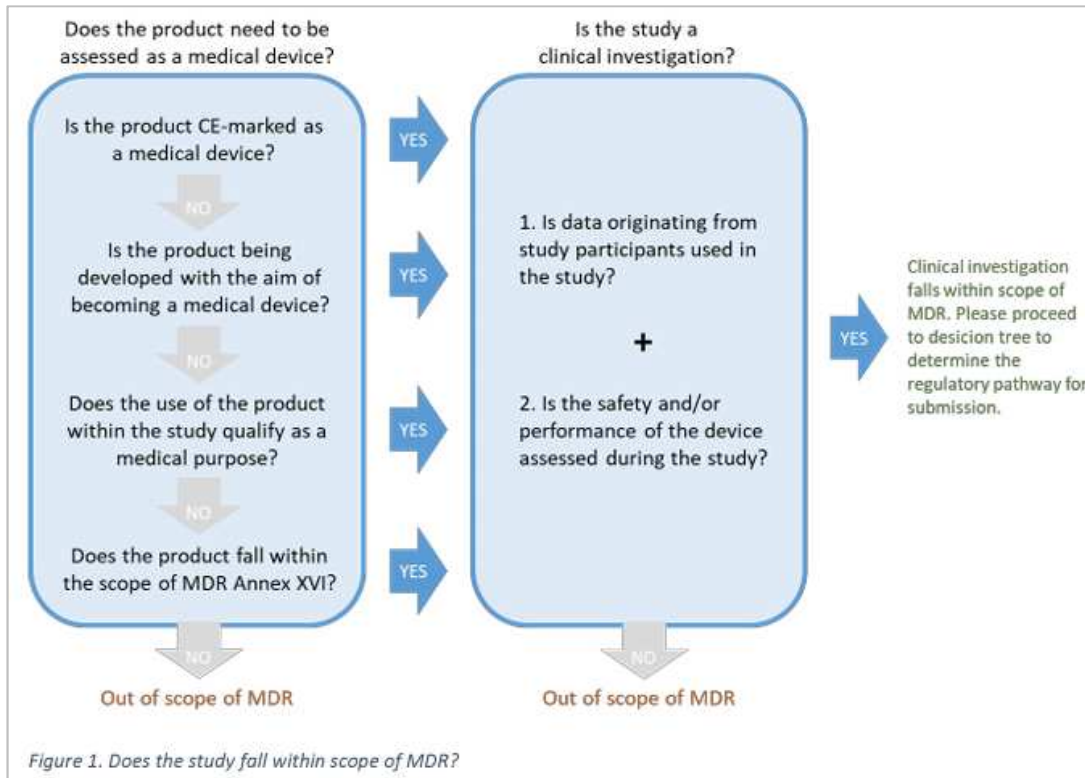 Does the product need to be
assessed as a medical device?
Is the product CE-marked as
a medical device?
NO
Is the product being
developed with the aim of
becoming a medical device?
NO
Does the use of the product
within the study qualify as a
medical purpose?
NO
Does the product fall within
the scope of MDR Annex XVI?
NO
Out of scope of MDR
YES
YES
YES
YES
Is the study a
clinical investigation?
1. Is data originating from
study participants used in
the study?
+
2. Is the safety and/or
performance of the device
assessed during the study?
NO
Out of scope of MDR
YES
Clinical investigation
falls within scope of
MDR. Please proceed
to desicion tree to
determine the
regulatory pathway for
submission.
Figure 1. Does the study fall within scope of MDR?